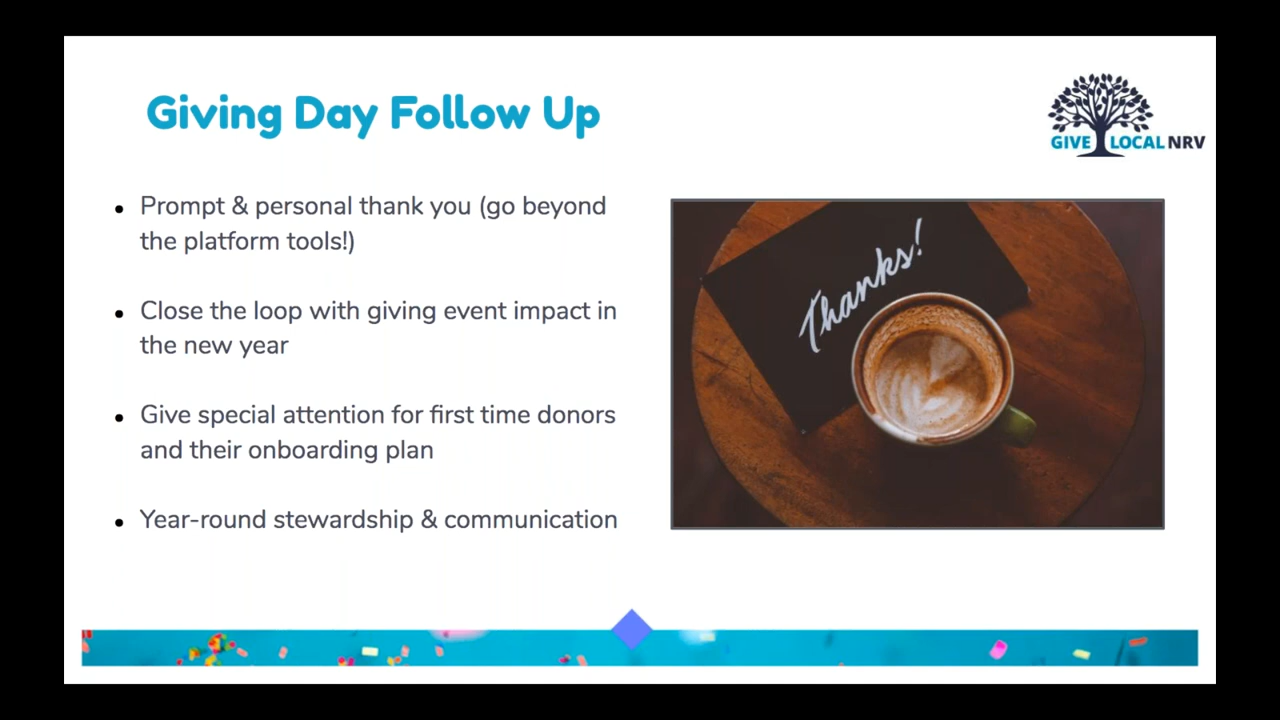 Giving Day Follow Up
GIVE LOCAL NRV
Prompt & personal thank you (go beyond
the platform tools!)
Close the loop with giving event impact in
the new year
Give special attention for first time donors
and their onboarding plan
Year-round stewardship & communication
Thanks!